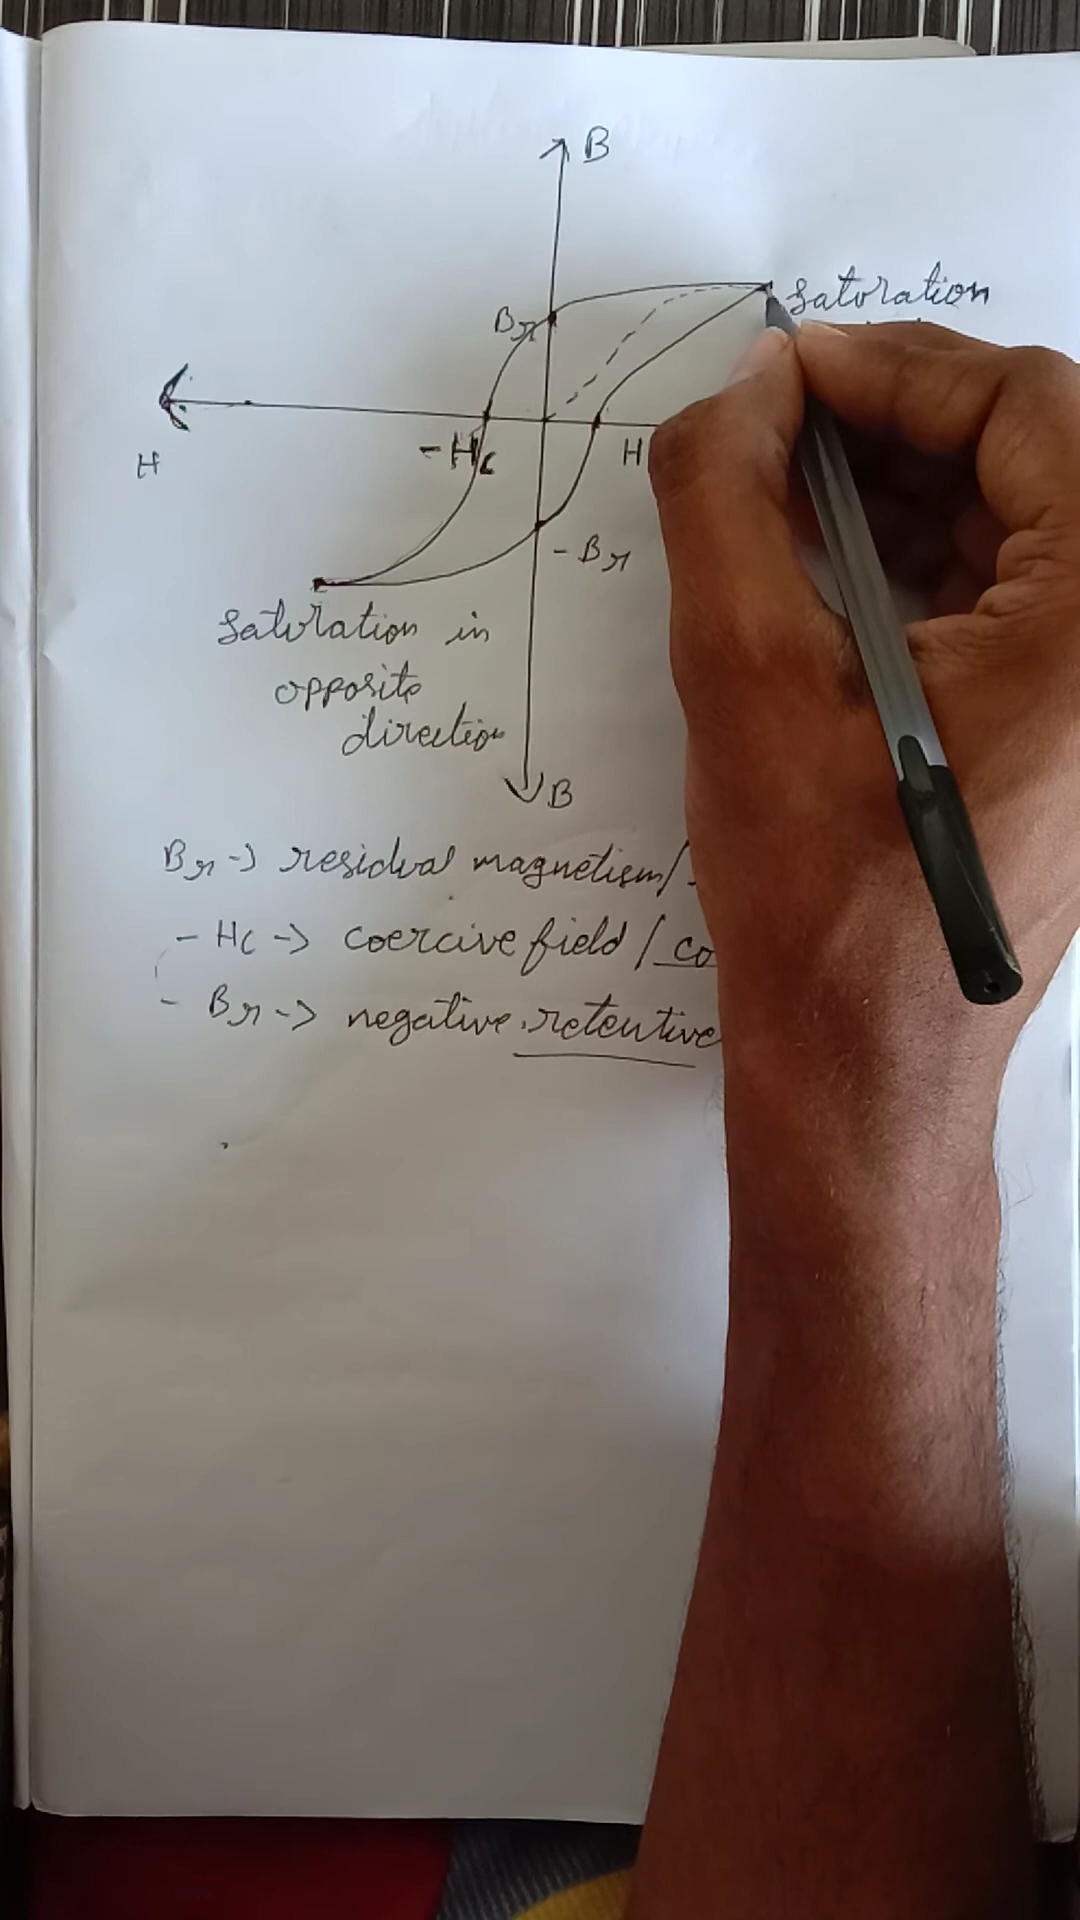 B
Saturation
Br
H
-Hc
H
-Br
Saturation in
opposite
direction
B
Br -> residual magnetism/
- Hc -> coercive field / co
- Br -> negative retentive